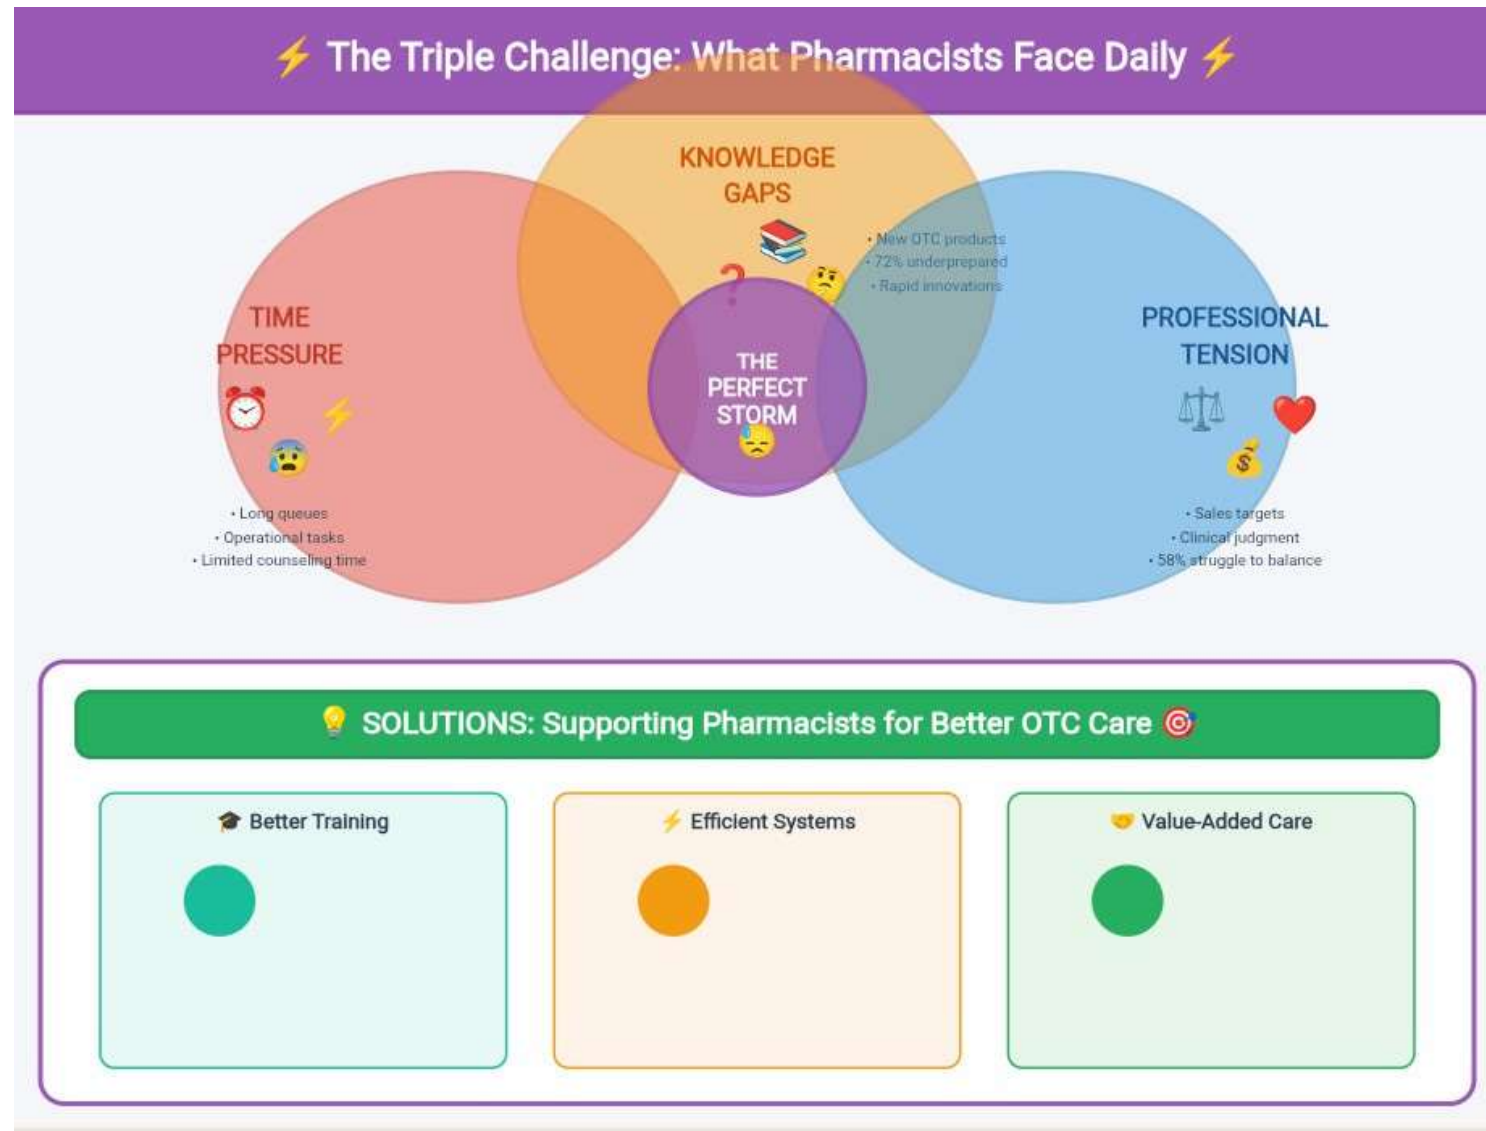 ⚡ The Triple Challenge: What Pharmacists Face Daily ⚡
KNOWLEDGE
GAPS
• New OTC products
• 72% underprepared
• Rapid innovations
TIME
PRESSURE
• Long queues
• Operational tasks
• Limited counseling time
THE
PERFECT
STORM
PROFESSIONAL
TENSION
• Sales targets
• Clinical judgment
• 58% struggle to balance
💡 SOLUTIONS: Supporting Pharmacists for Better OTC Care 🎯
🎓 Better Training
⚡ Efficient Systems
🤝 Value-Added Care